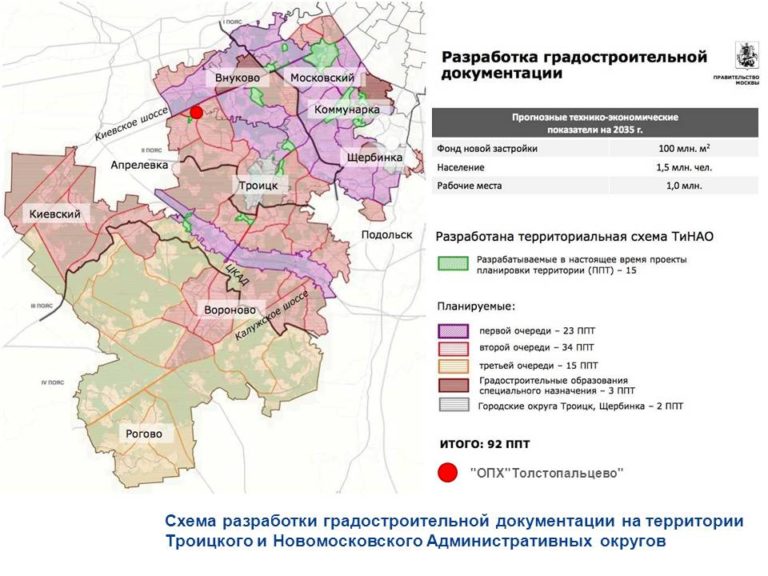 I ПОЯС
Внуково
Московский
Коммунарка
Киевское шоссе
II ПОЯС
Щербинка
Апрелевка
Троицк
Киевский
Подольск
ЦКАД
III ПОЯС
Вороново
Калужское шоссе
IV ПОЯС
Рогово
Разработка градостроительной
документации
ПРАВИТЕЛЬСТВО
МОСКВЫ
Прогнозные технико-экономические
показатели на 2035 г.
Фонд новой застройки 100 млн. м²
Население 1,5 млн. чел.
Рабочие места 1,0 млн.
Разработана территориальная схема ТиНАО
Разрабатываемые в настоящее время проекты
планировки территории (ППТ) – 15
Планируемые:
первой очереди – 23 ППТ
второй очереди – 34 ППТ
третьей очереди – 15 ППТ
Градостроительные образования
специального назначения – 3 ППТ
Городские округа Троицк, Щербинка – 2 ППТ
ИТОГО: 92 ППТ
"ОПХ"Толстопальцево"
Схема разработки градостроительной документации на территории
Троицкого и Новомосковского Административных округов